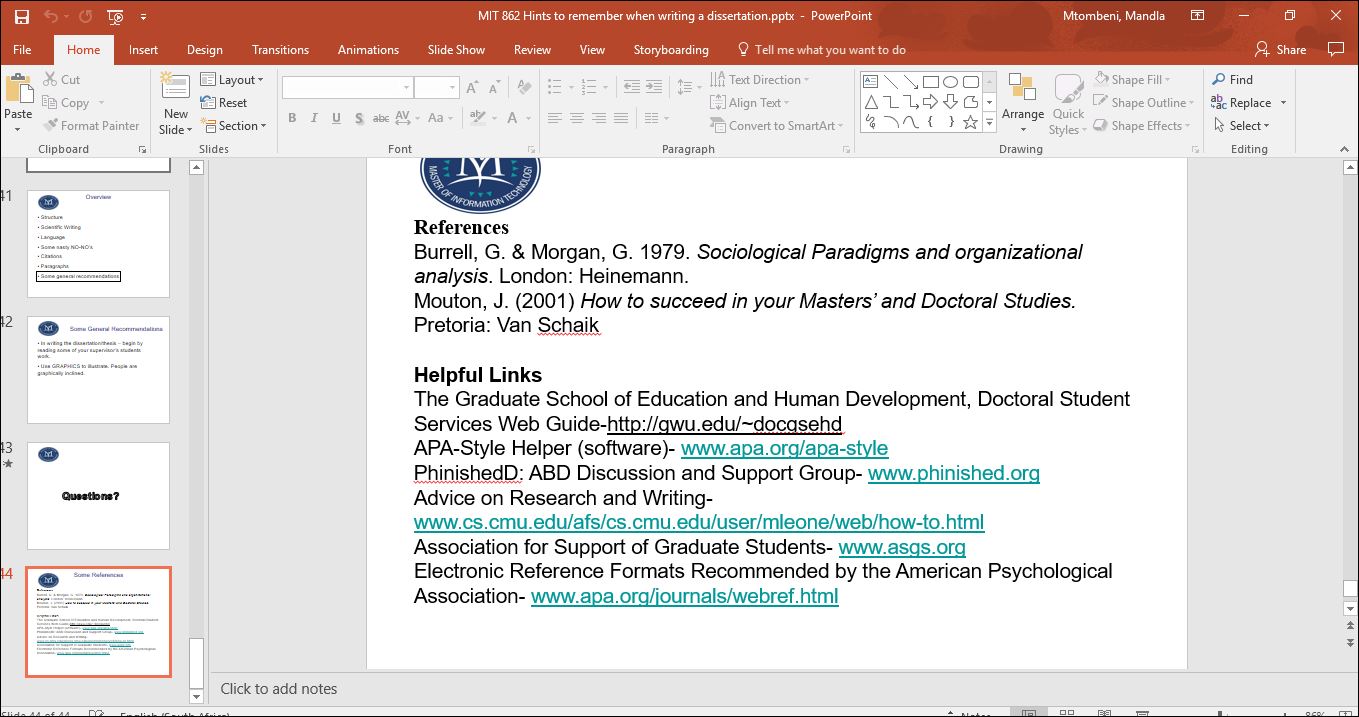 MIT 862 Hints to remember when writing a dissertation.pptx - PowerPoint
Mtombeni, Mandla
File Home Insert Design Transitions Animations Slide Show Review View Storyboarding Tell me what you want to do Share
Paste
Cut
Copy
Format Painter
Clipboard
New Slide
Layout
Reset
Section
Slides
Font
Text Direction
Align Text
Convert to SmartArt
Paragraph
Arrange
Quick Styles
Shape Fill
Shape Outline
Shape Effects
Drawing
Find
Replace
Select
Editing
41
Overview
• Structure
• Scientific Writing
• Language
• Some nasty NO-NO's
• Citations
• Paragraphs
• Some general recommendations
42
Some General Recommendations
• In writing the dissertation/thesis – begin by
reading some of your supervisor's students
work.
• Use GRAPHICS to illustrate. People are
graphically inclined.
43
Questions?
44
Some References
MASTER OF INFORMATION TECHNOLOGY
References
Burrell, G. & Morgan, G. 1979. Sociological Paradigms and organizational
analysis. London: Heinemann.
Mouton, J. (2001) How to succeed in your Masters’ and Doctoral Studies.
Pretoria: Van Schaik
Helpful Links
The Graduate School of Education and Human Development, Doctoral Student
Services Web Guide-http://gwu.edu/~docgsehd
APA-Style Helper (software)- www.apa.org/apa-style
PhinishedD: ABD Discussion and Support Group- www.phinished.org
Advice on Research and Writing-
www.cs.cmu.edu/afs/cs.cmu.edu/user/mleone/web/how-to.html
Association for Support of Graduate Students- www.asgs.org
Electronic Reference Formats Recommended by the American Psychological
Association- www.apa.org/journals/webref.html
Click to add notes
Slide 44 of 44 English (South Africa) Notes 86%